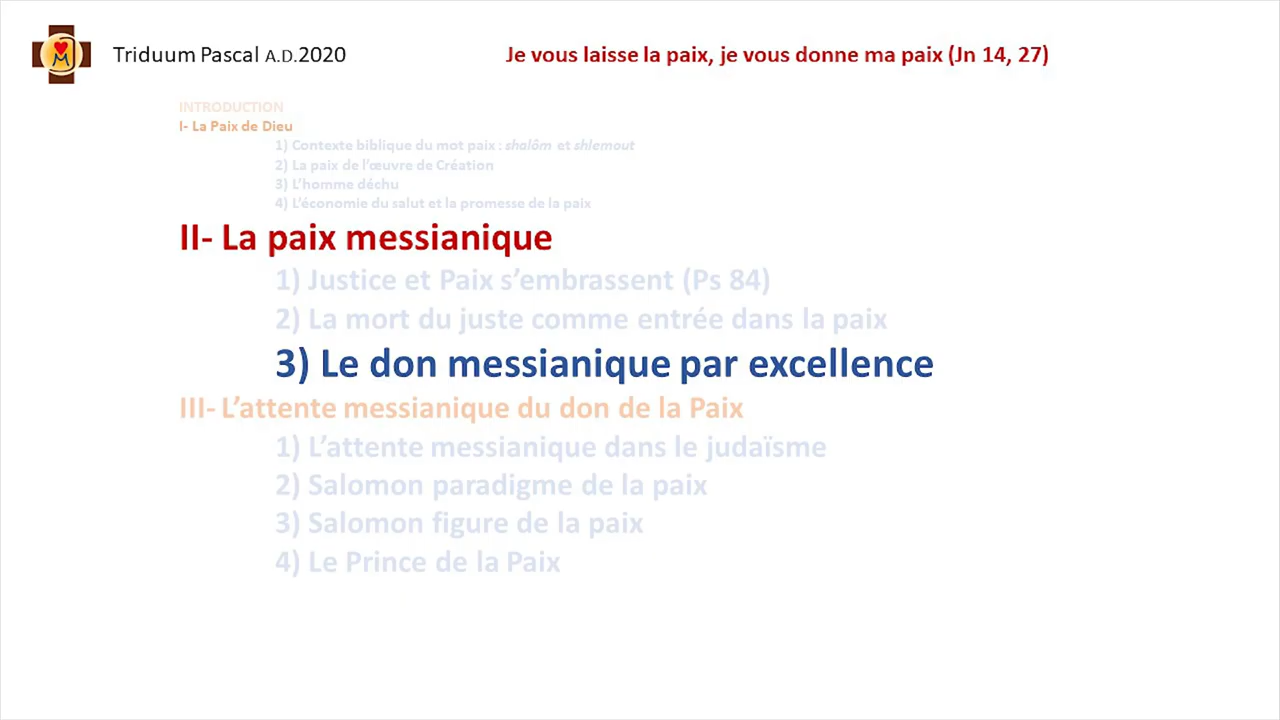 Triduum Pascal A.D.2020
Je vous laisse la paix, je vous donne ma paix (Jn 14, 27)
INTRODUCTION
I- La Paix de Dieu
1) Contexte biblique du mot paix : shalôm et shlemout
2) La paix de l’œuvre de Création
3) L’homme déchu
4) L’économie du salut et la promesse de la paix
II- La paix messianique
1) Justice et Paix s’embrassent (Ps 84)
2) La mort du juste comme entrée dans la paix
3) Le don messianique par excellence
III- L’attente messianique du don de la Paix
1) L’attente messianique dans le judaïsme
2) Salomon paradigme de la paix
3) Salomon figure de la paix
4) Le Prince de la Paix